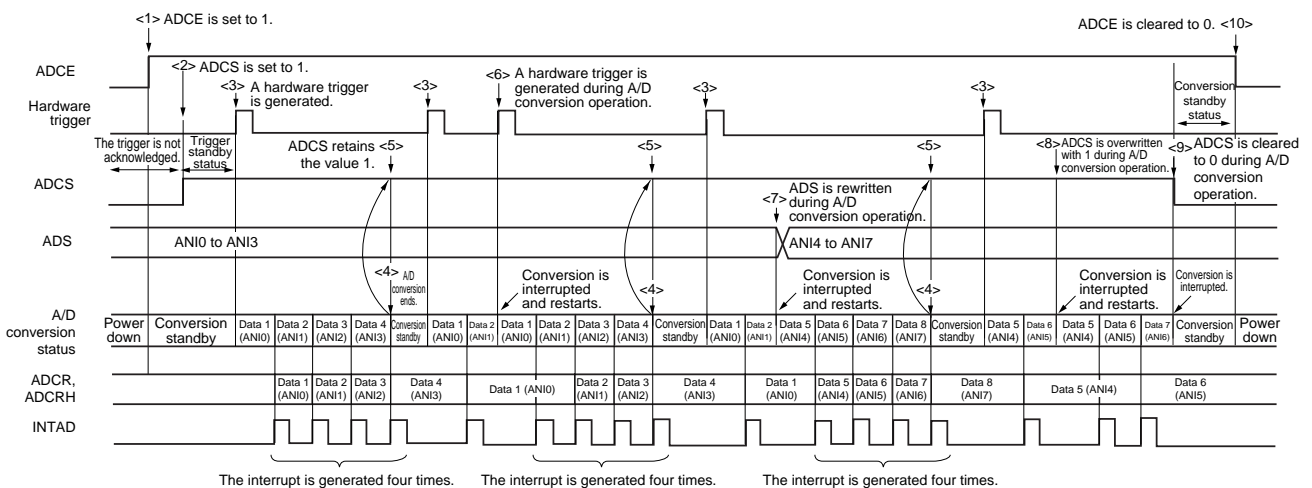 <1> ADCE is set to 1.
ADCE is cleared to 0. <10>
ADCE
<2> ADCS is set to 1.
<3> A hardware trigger
is generated.
<3>
<6> A hardware trigger is
generated during A/D
conversion operation.
<3>
<3>
Conversion
standby
status
Hardware
trigger
The trigger is not
acknowledged.
Trigger
standby
status
ADCS retains <5>
the value 1.
<5>
<5>
<8> ADCS is overwritten
with 1 during A/D
conversion operation.
<9> ADCS is cleared
to 0 during A/D
conversion
operation.
ADCS
<7> ADS is rewritten
during A/D
conversion operation.
ADS
ANI0 to ANI3
ANI4 to ANI7
<4> A/D
conversion
ends.
Conversion is
interrupted
and restarts.
<4>
Conversion is
interrupted
and restarts.
<4>
Conversion is
interrupted
and restarts.
Conversion is
interrupted.
A/D
conversion
status
Power
down
Conversion
standby
Data 1
(ANI0)
Data 2
(ANI1)
Data 3
(ANI2)
Data 4
(ANI3)
Conversion
standby
Data 1
(ANI0)
Data 2
(ANI1)
Data 1
(ANI0)
Data 2
(ANI1)
Data 3
(ANI2)
Data 4
(ANI3)
Conversion
standby
Data 1
(ANI0)
Data 2
(ANI1)
Data 5
(ANI4)
Data 6
(ANI5)
Data 7
(ANI6)
Data 8
(ANI7)
Conversion
standby
Data 5
(ANI4)
Data 6
(ANI5)
Data 5
(ANI4)
Data 6
(ANI5)
Data 7
(ANI6)
Conversion
standby
Power
down
ADCR,
ADCRH
Data 1
(ANI0)
Data 2
(ANI1)
Data 3
(ANI2)
Data 4
(ANI3)
Data 1 (ANI0)
Data 2
(ANI1)
Data 3
(ANI2)
Data 4
(ANI3)
Data 1
(ANI0)
Data 5
(ANI4)
Data 6
(ANI5)
Data 7
(ANI6)
Data 8
(ANI7)
Data 5 (ANI4)
Data 6
(ANI5)
INTAD
The interrupt is generated four times.
The interrupt is generated four times.
The interrupt is generated four times.